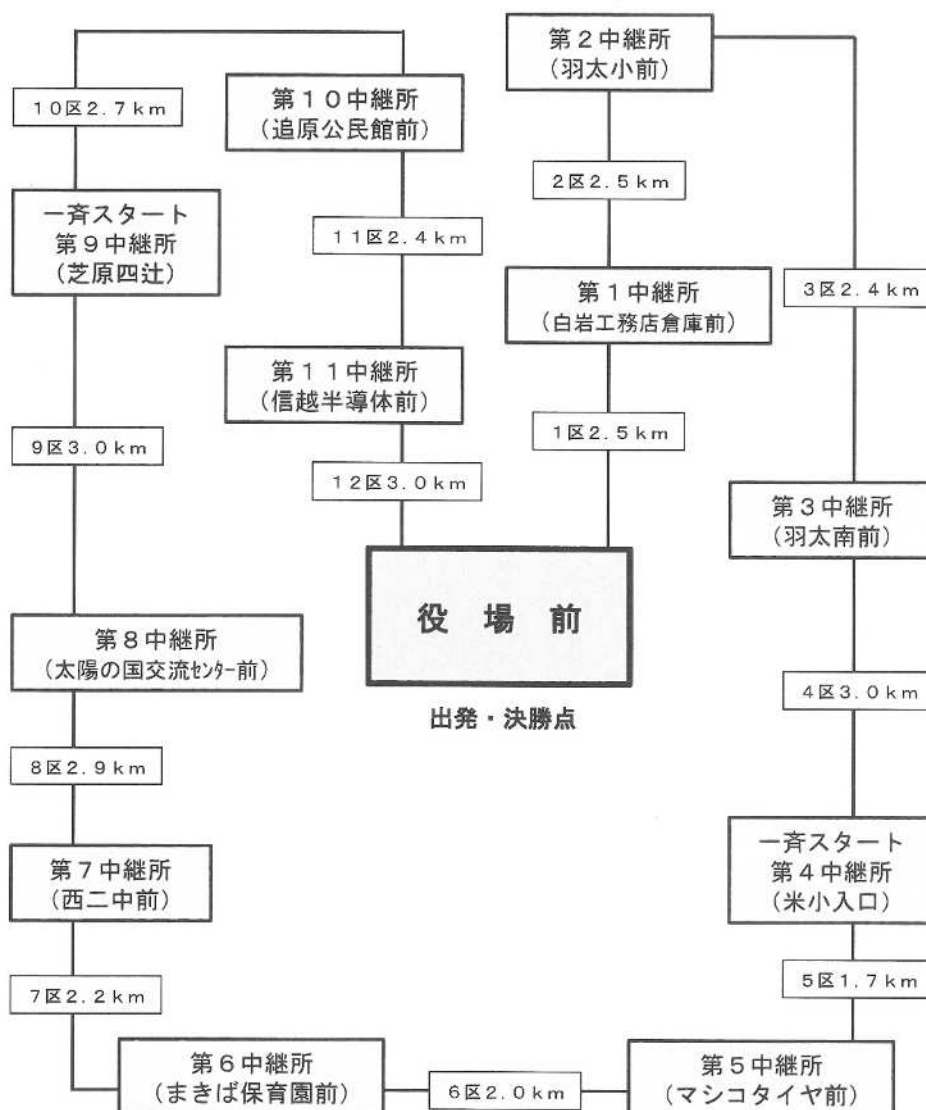 第２中継所
(羽太小前)
10区2.7km
第１０中継所
(追原公民館前)
2区2.5km
一斉スタート
第９中継所
(芝原四辻)
11区2.4km
第１中継所
(白岩工務店倉庫前)
3区2.4km
第１１中継所
(信越半導体前)
9区3.0km
1区2.5km
12区3.0km
第３中継所
(羽太南前)
役場前
第８中継所
(太陽の国交流ｾﾝﾀｰ前)
4区3.0km
出発・決勝点
8区2.9km
一斉スタート
第４中継所
(米小入口)
第７中継所
(西二中前)
7区2.2km
5区1.7km
第６中継所
(まきば保育園前)
6区2.0km
第５中継所
(マシコタイヤ前)